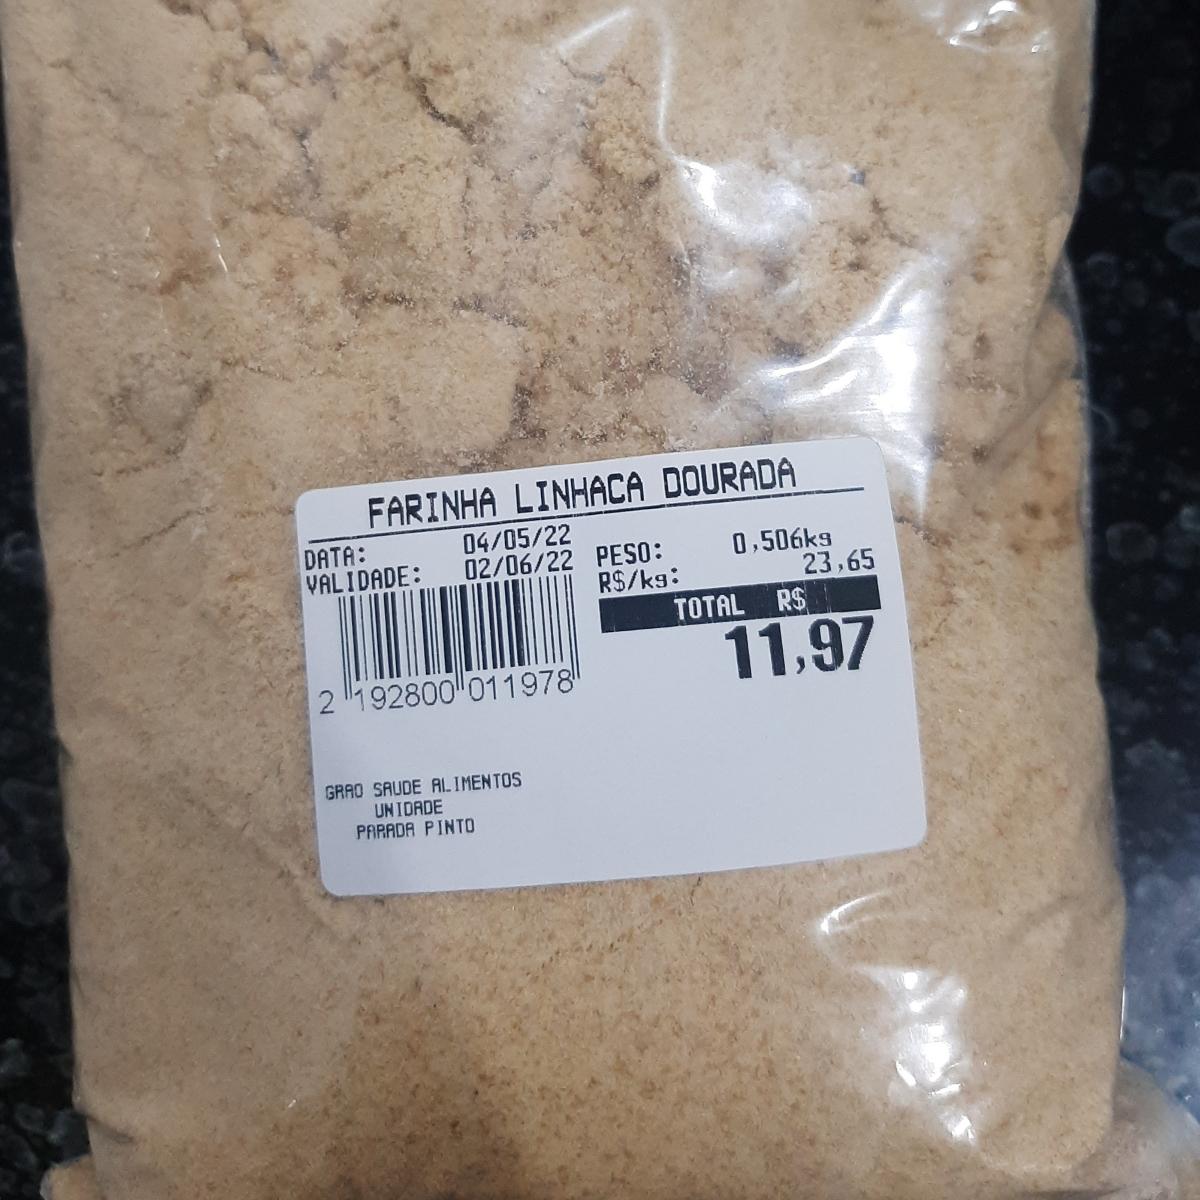 FARINHA LINHACA DOURADA
DATA: 04/05/22
VALIDADE: 02/06/22
PESO: 0,506kg
R$/kg: 23,65
TOTAL R$
11,97
2 192800 011978
GRAO SAUDE ALIMENTOS
UNIDADE
PARADA PINTO